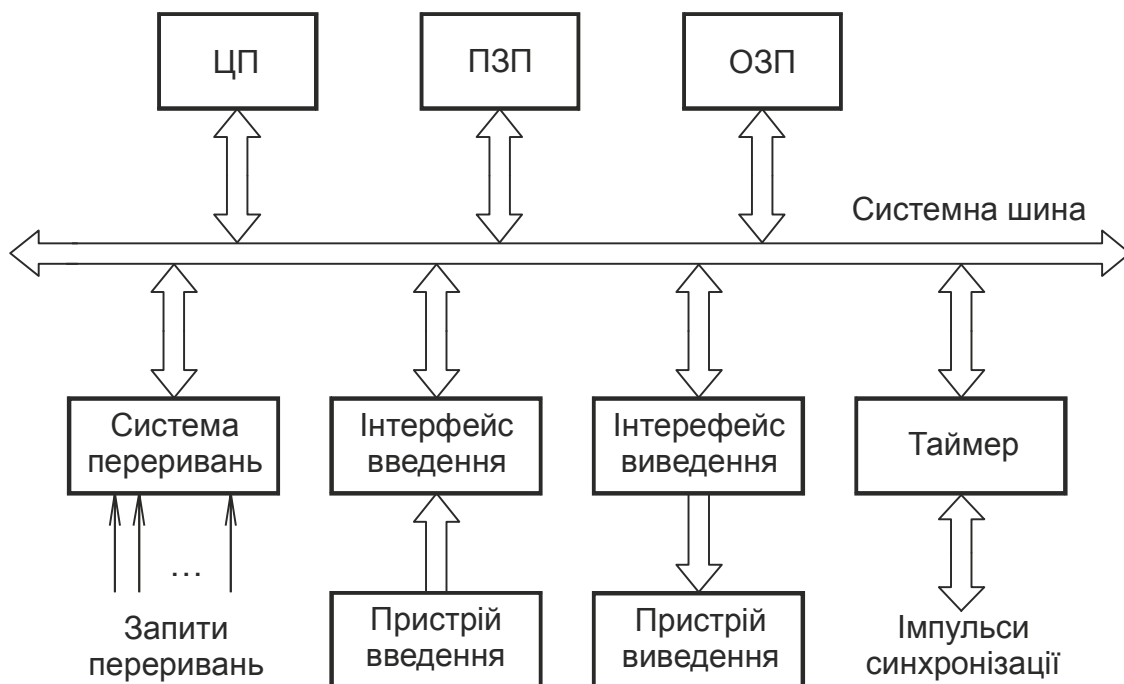 ЦП
ПЗП
ОЗП
Системна шина
Система
переривань
Інтерфейс
введення
Інтерефейс
виведення
Таймер
...
Запити
переривань
Пристрій
введення
Пристрій
виведення
Імпульси
синхронізації